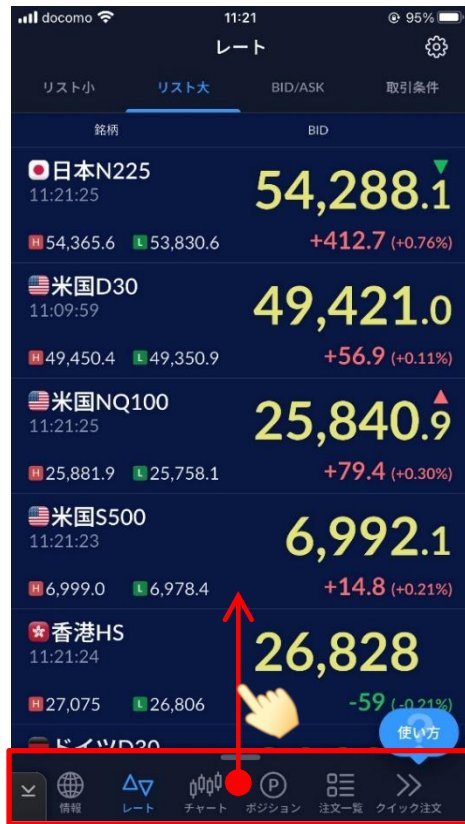 docomo 11:21 95%
レート
リスト小 リスト大 BID/ASK 取引条件
銘柄 BID
日本N225
11:21:25
54,288.1
H 54,365.6 L 53,830.6 +412.7 (+0.76%)
米国D30
11:09:59
49,421.0
H 49,450.4 L 49,350.9 +56.9 (+0.11%)
米国NQ100
11:21:25
25,840.9
H 25,881.9 L 25,758.1 +79.4 (+0.30%)
米国S500
11:21:23
6,992.1
H 6,999.0 L 6,978.4 +14.8 (+0.21%)
香港HS
11:21:24
26,828
H 27,075 L 26,806 -59 (-0.21%)
使い方
ドイツD30
情報 レート チャート ポジション 注文一覧 クイック注文